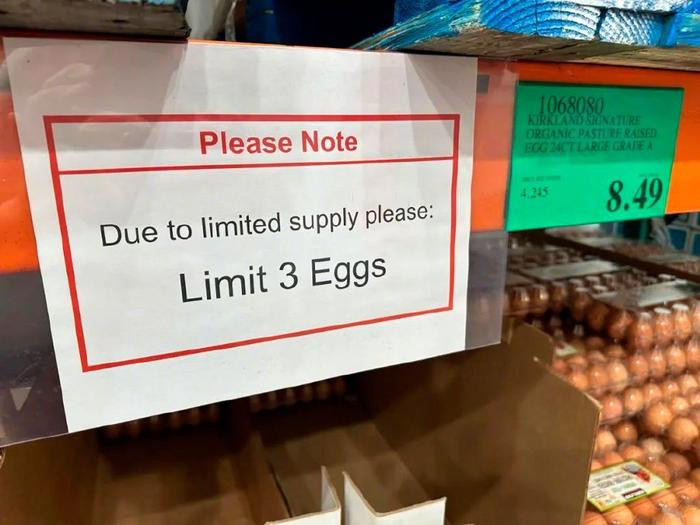 Please Note
Due to limited supply please:
Limit 3 Eggs
1068080
KIRKLAND SIGNATURE
ORGANIC PASTURE RAISED
EGG 24CT LARGE GRADE A
4.245
8.49